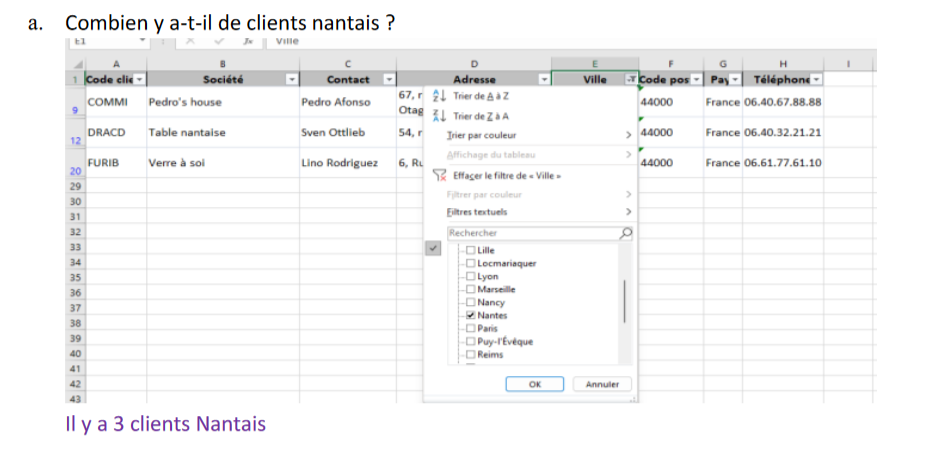 a. Combien y a-t-il de clients nantais ?
E1 fx Ville
A B C D E F G H I
1 Code clie Société Contact Adresse Ville Code pos Pay Téléphone
9 COMMI Pedro's house Pedro Afonso 67, r Otag 44000 France 06.40.67.88.88
12 DRACD Table nantaise Sven Ottlieb 54, r 44000 France 06.40.32.21.21
20 FURIB Verre à soi Lino Rodriguez 6, Ru 44000 France 06.61.77.61.10
29
30
31
32
33
34
35
36
37
38
39
40
41
42
43
Trier de A à Z
Trier de Z à A
Trier par couleur
Affichage du tableau
Effacer le filtre de « Ville »
Filtrer par couleur
Filtres textuels
Rechercher
Lille
Locmariaquer
Lyon
Marseille
Nancy
Nantes
Paris
Puy-l'Évêque
Reims
OK Annuler
Il y a 3 clients Nantais